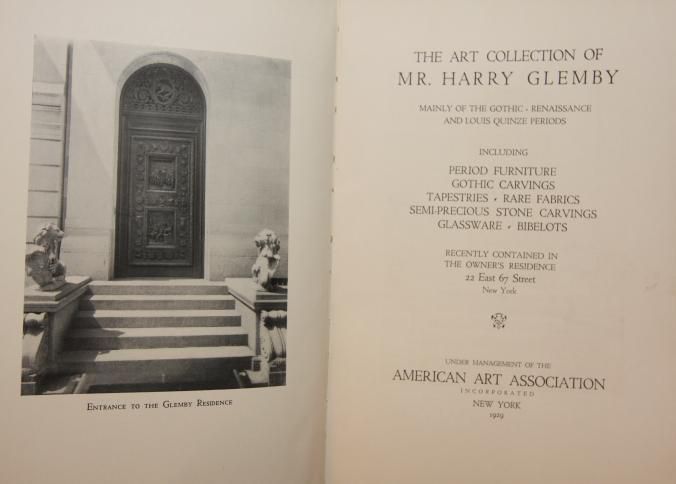 ENTRANCE TO THE GLEMBY RESIDENCE
THE ART COLLECTION OF
MR. HARRY GLEMBY
MAINLY OF THE GOTHIC · RENAISSANCE
AND LOUIS QUINZE PERIODS
INCLUDING
PERIOD FURNITURE
GOTHIC CARVINGS
TAPESTRIES · RARE FABRICS
SEMI-PRECIOUS STONE CARVINGS
GLASSWARE · BIBELOTS
RECENTLY CONTAINED IN
THE OWNER'S RESIDENCE
22 East 67 Street
New York
UNDER MANAGEMENT OF THE
AMERICAN ART ASSOCIATION
INCORPORATED
NEW YORK
1929